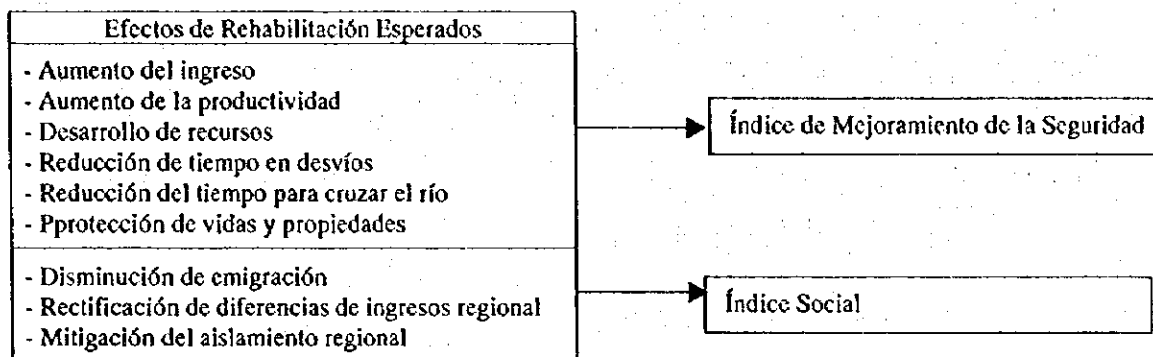 Efectos de Rehabilitación Esperados
- Aumento del ingreso
- Aumento de la productividad
- Desarrollo de recursos
- Reducción de tiempo en desvíos
- Reducción del tiempo para cruzar el río
- Pprotección de vidas y propiedades
- Disminución de emigración
- Rectificación de diferencias de ingresos regional
- Mitigación del aislamiento regional
Índice de Mejoramiento de la Seguridad
Índice Social